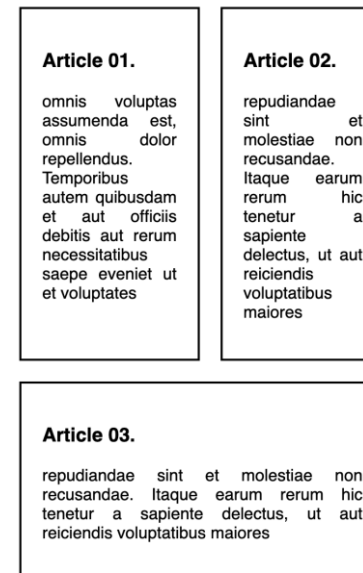 Article 01.
omnis voluptas
assumenda est,
omnis dolor
repellendus.
Temporibus
autem quibusdam
et aut officiis
debitis aut rerum
necessitatibus
saepe eveniet ut
et voluptates
Article 02.
repudiandae
sint et
molestiae non
recusandae.
Itaque earum
rerum hic
tenetur a
sapiente
delectus, ut aut
reiciendis
voluptatibus
maiores
Article 03.
repudiandae sint et molestiae non
recusandae. Itaque earum rerum hic
tenetur a sapiente delectus, ut aut
reiciendis voluptatibus maiores